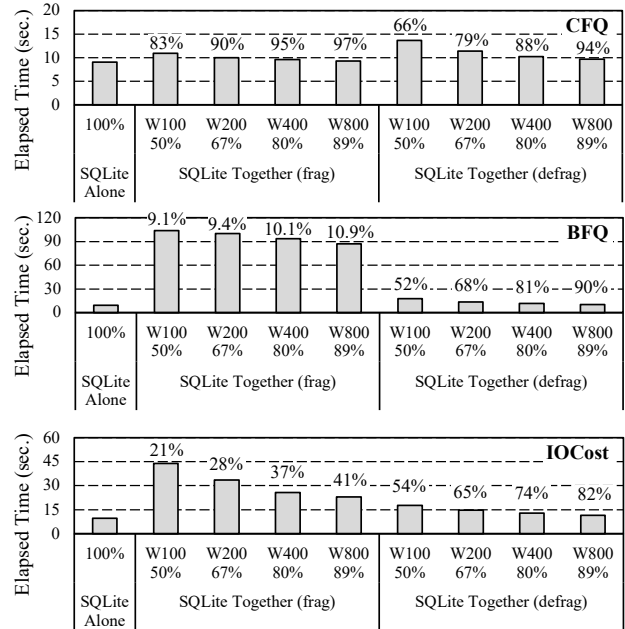 CFQ
Elapsed Time (sec.)
20
15
10
5
0
83% 90% 95% 97% 66% 79% 88% 94%
100% W100 W200 W400 W800 W100 W200 W400 W800
50% 67% 80% 89% 50% 67% 80% 89%
SQLite SQLite Together (frag) SQLite Together (defrag)
Alone
BFQ
Elapsed Time (sec.)
120
90
60
30
0
9.1% 9.4% 10.1% 10.9% 52% 68% 81% 90%
100% W100 W200 W400 W800 W100 W200 W400 W800
50% 67% 80% 89% 50% 67% 80% 89%
SQLite SQLite Together (frag) SQLite Together (defrag)
Alone
IOCost
Elapsed Time (sec.)
60
45
30
15
0
21% 28% 37% 41% 54% 65% 74% 82%
100% W100 W200 W400 W800 W100 W200 W400 W800
50% 67% 80% 89% 50% 67% 80% 89%
SQLite SQLite Together (frag) SQLite Together (defrag)
Alone